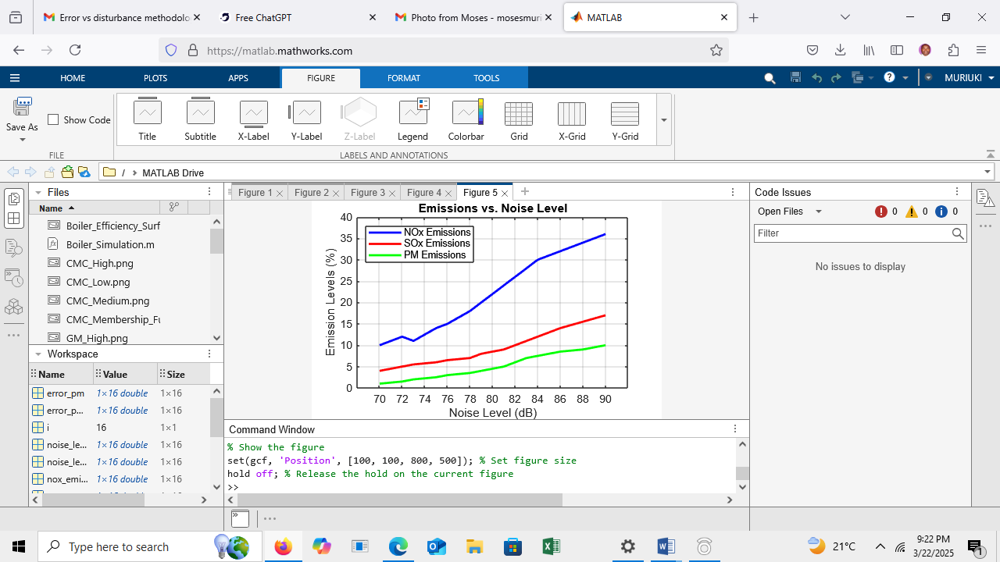 Error vs disturbance methodolo
Free ChatGPT
Photo from Moses - mosesmuri
MATLAB
https://matlab.mathworks.com
HOME
PLOTS
APPS
FIGURE
FORMAT
TOOLS
MURIUKI
Save As
Show Code
Title
Subtitle
X-Label
Y-Label
Z-Label
Legend
Colorbar
Grid
X-Grid
Y-Grid
FILE
LABELS AND ANNOTATIONS
/ MATLAB Drive
Files
Name
Boiler_Efficiency_Surf
Boiler_Simulation.m
CMC_High.png
CMC_Low.png
CMC_Medium.png
CMC_Membership_Fu
GM_High.png
Workspace
Name Value Size
error_pm 1×16 double 1×16
error_p... 1×16 double 1×16
i 16 1×1
noise_le... 1×16 double 1×16
noise_le... 1×16 double 1×16
nox_emi... 1×16 double 1×16
Figure 1
Figure 2
Figure 3
Figure 4
Figure 5
Emissions vs. Noise Level
NOx Emissions
SOx Emissions
PM Emissions
Emission Levels (%)
40
35
30
25
20
15
10
5
0
70 72 74 76 78 80 82 84 86 88 90
Noise Level (dB)
Command Window
% Show the figure
set(gcf, 'Position', [100, 100, 800, 500]); % Set figure size
hold off; % Release the hold on the current figure
>>
Code Issues
Open Files
0 0 0
Filter
No issues to display
Type here to search
21°C
9:22 PM
3/22/2025
1